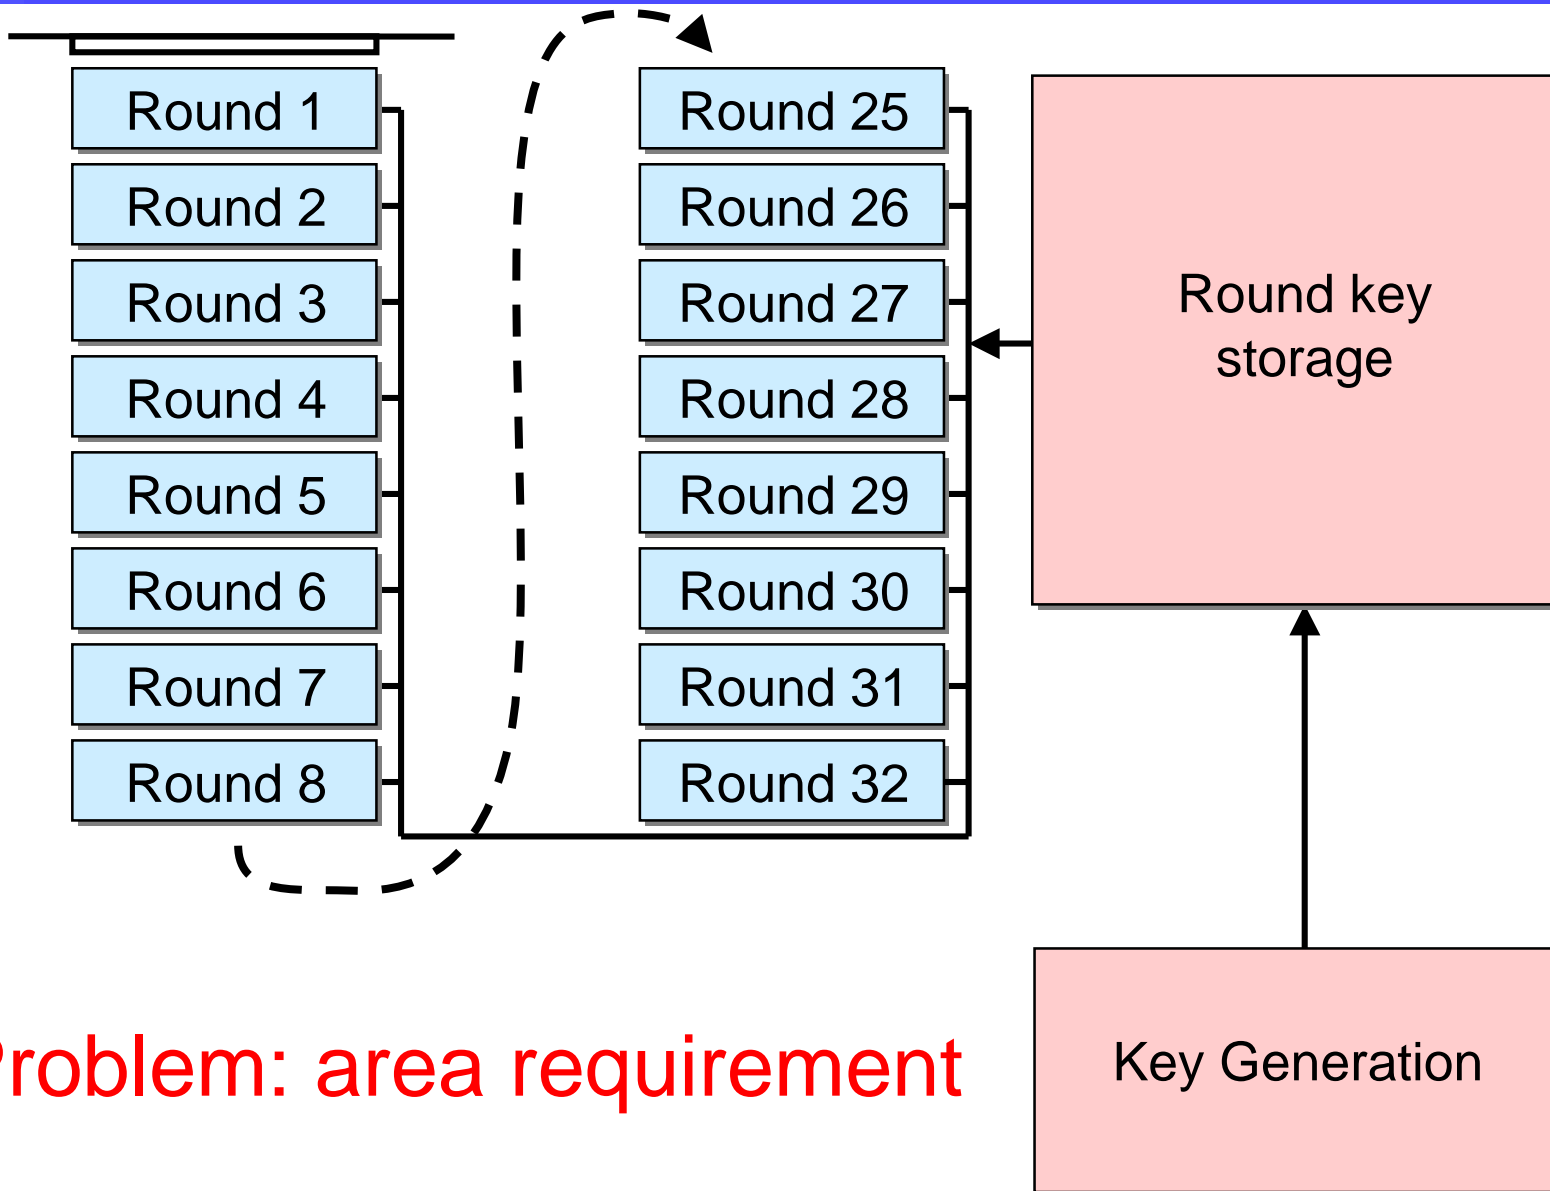 Round 1
Round 2
Round 3
Round 4
Round 5
Round 6
Round 7
Round 8
Round 25
Round 26
Round 27
Round 28
Round 29
Round 30
Round 31
Round 32
Round key
storage
Problem: area requirement
Key Generation